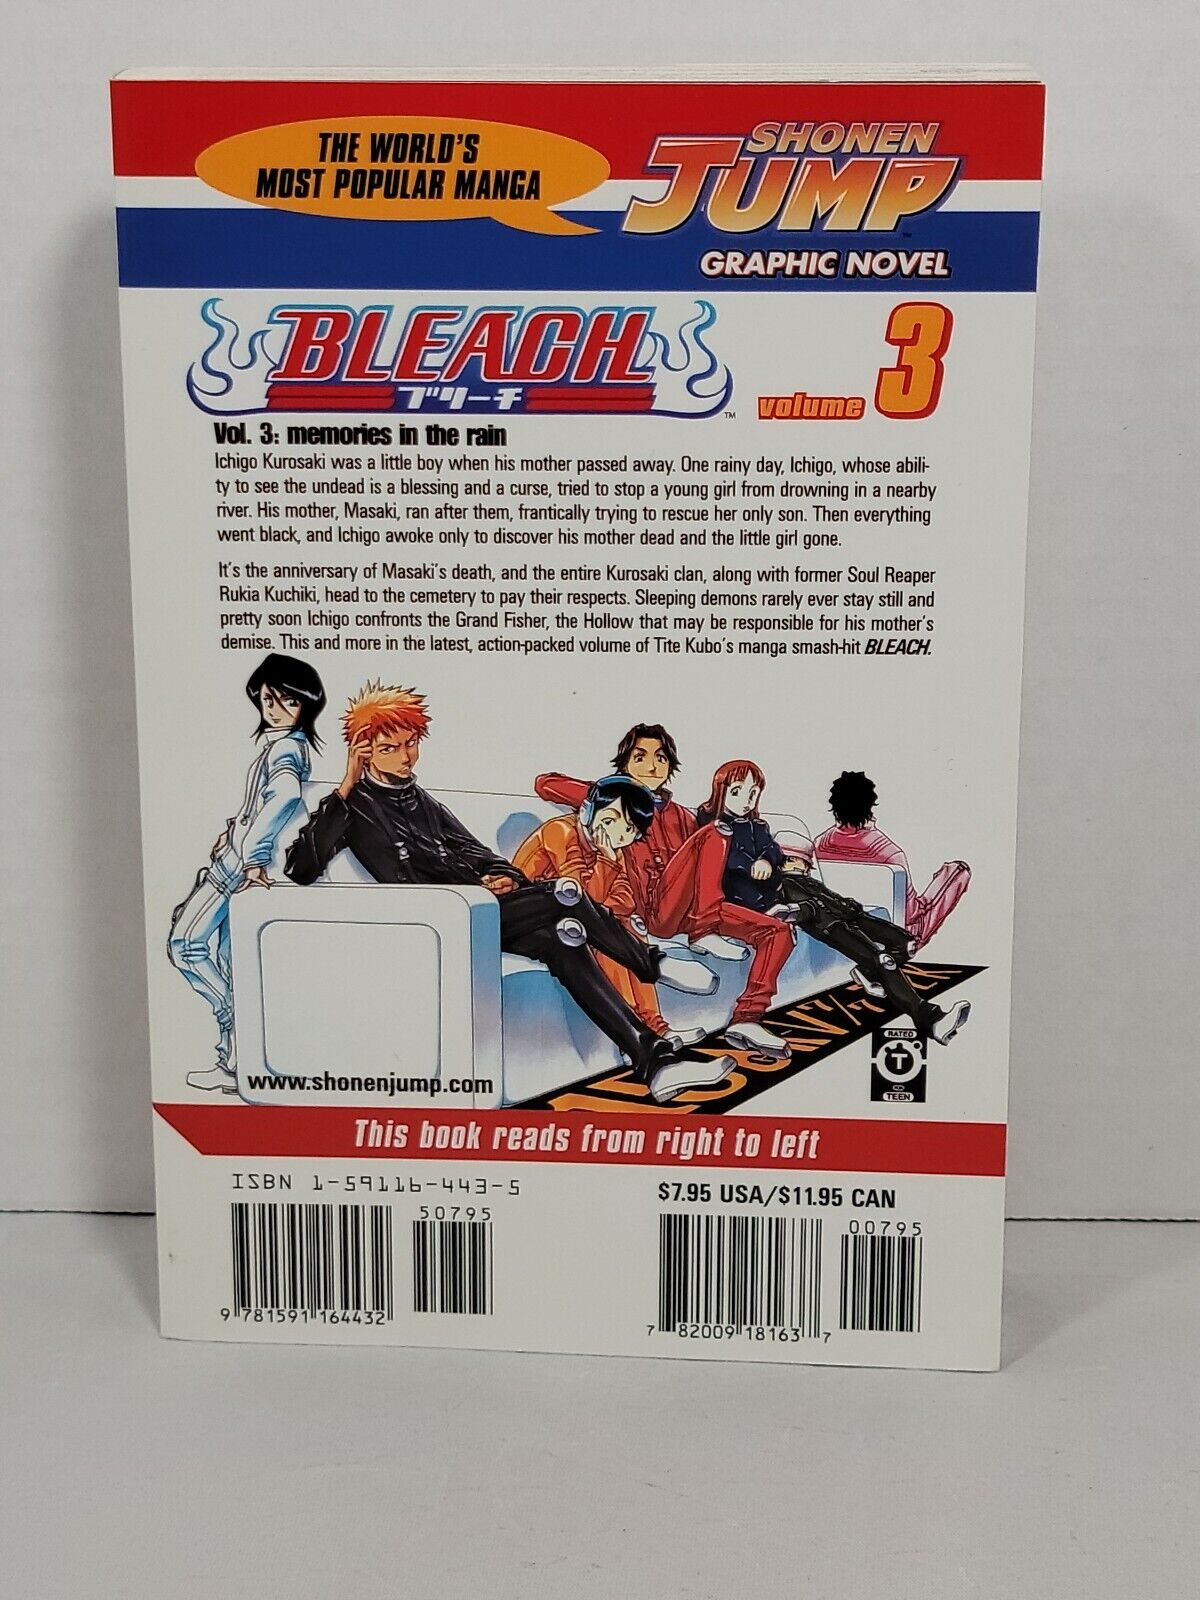 THE WORLD'S
MOST POPULAR MANGA
SHONEN
JUMP
™
GRAPHIC NOVEL
BLEACH
ブリーチ
™
volume 3
Vol. 3: memories in the rain
Ichigo Kurosaki was a little boy when his mother passed away. One rainy day, Ichigo, whose abili-
ty to see the undead is a blessing and a curse, tried to stop a young girl from drowning in a nearby
river. His mother, Masaki, ran after them, frantically trying to rescue her only son. Then everything
went black, and Ichigo awoke only to discover his mother dead and the little girl gone.
It's the anniversary of Masaki's death, and the entire Kurosaki clan, along with former Soul Reaper
Rukia Kuchiki, head to the cemetery to pay their respects. Sleeping demons rarely ever stay still and
pretty soon Ichigo confronts the Grand Fisher, the Hollow that may be responsible for his mother's
demise. This and more in the latest, action-packed volume of Tite Kubo's manga smash-hit BLEACH.
www.shonenjump.com
RATED
T
TEEN
This book reads from right to left
ISBN 1-59116-443-5
$7.95 USA/$11.95 CAN
50795
00795
9 781591 164432
7 82009 18163 7